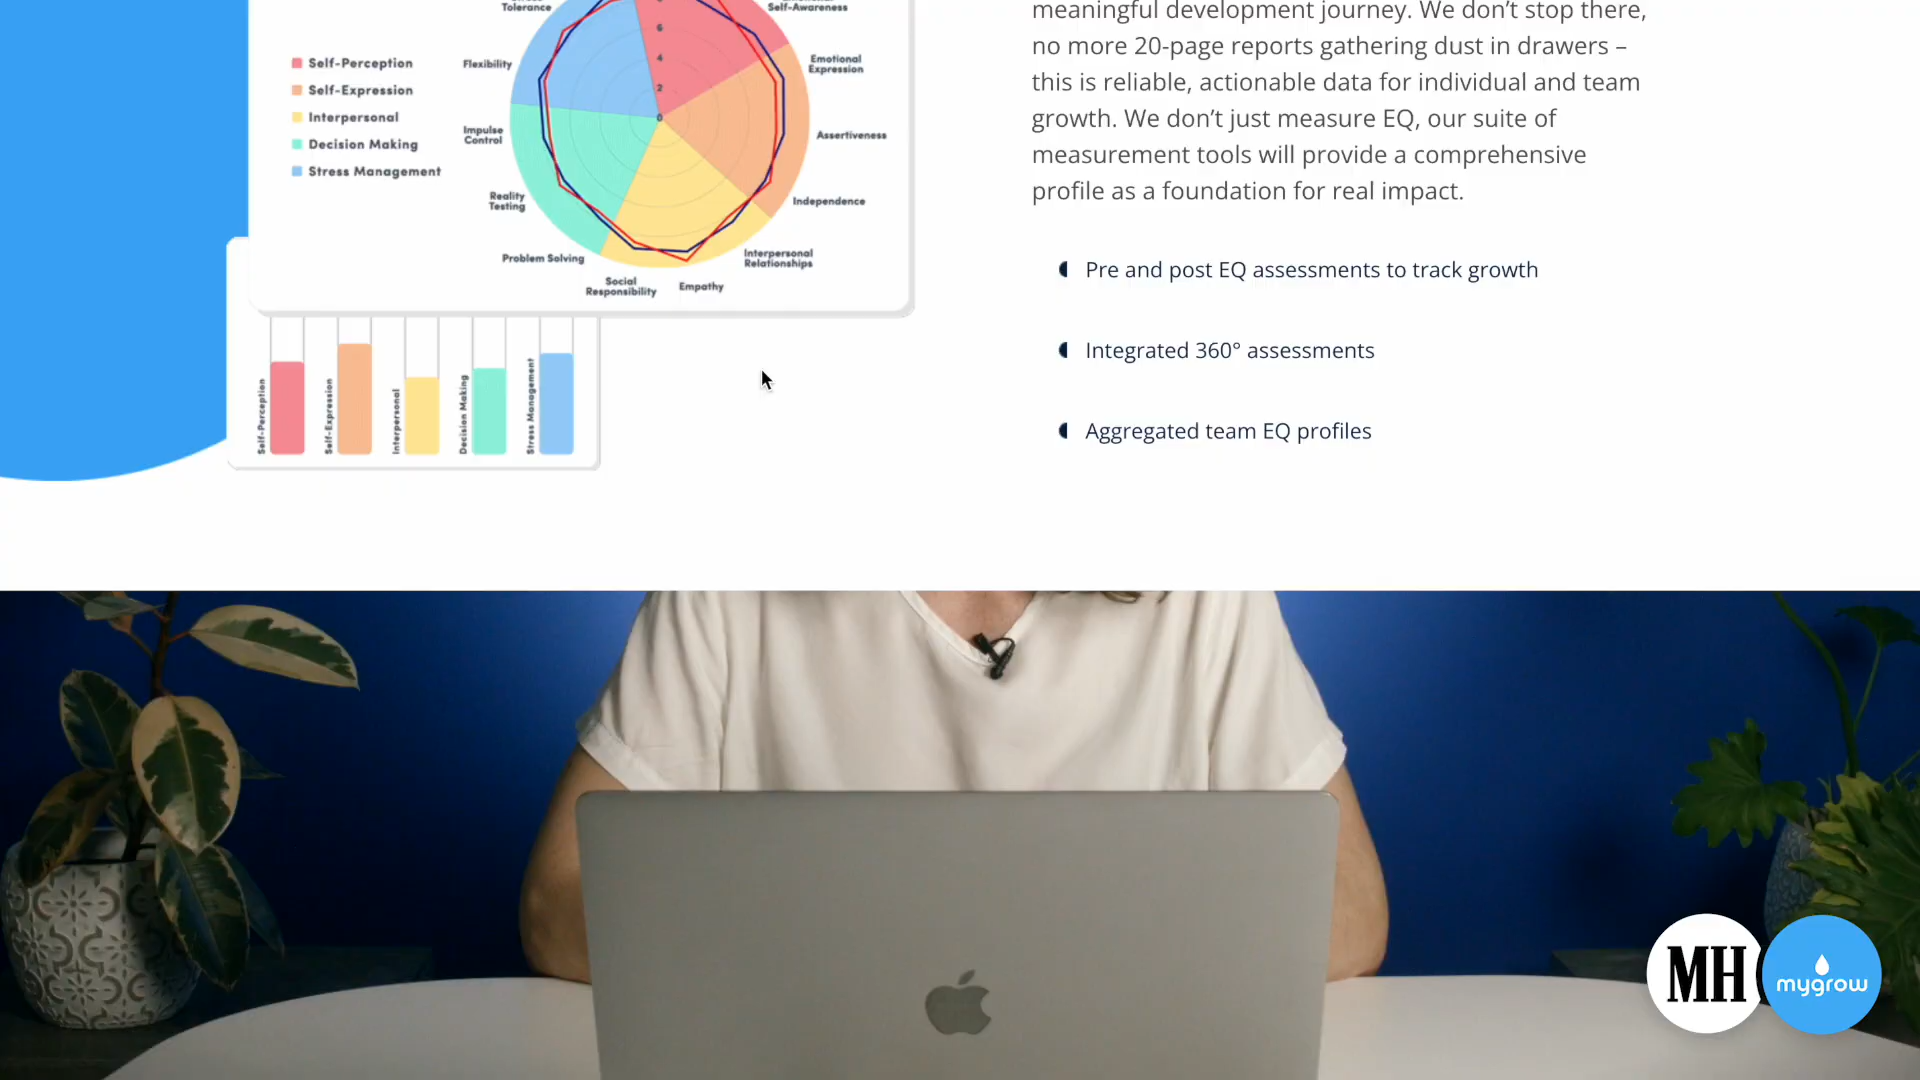 Tolerance
Self-Awareness
meaningful development journey. We don’t stop there,
no more 20-page reports gathering dust in drawers –
this is reliable, actionable data for individual and team
growth. We don’t just measure EQ, our suite of
measurement tools will provide a comprehensive
profile as a foundation for real impact.
Self-Perception
Self-Expression
Interpersonal
Decision Making
Stress Management
Flexibility
Impulse
Control
Reality
Testing
Problem Solving
Social
Responsibility
Empathy
Interpersonal
Relationships
Independence
Assertiveness
Emotional
Expression
6
4
2
0
Pre and post EQ assessments to track growth
Integrated 360° assessments
Aggregated team EQ profiles
Self-Perception
Self-Expression
Interpersonal
Decision Making
Stress Management
MH
mygrow